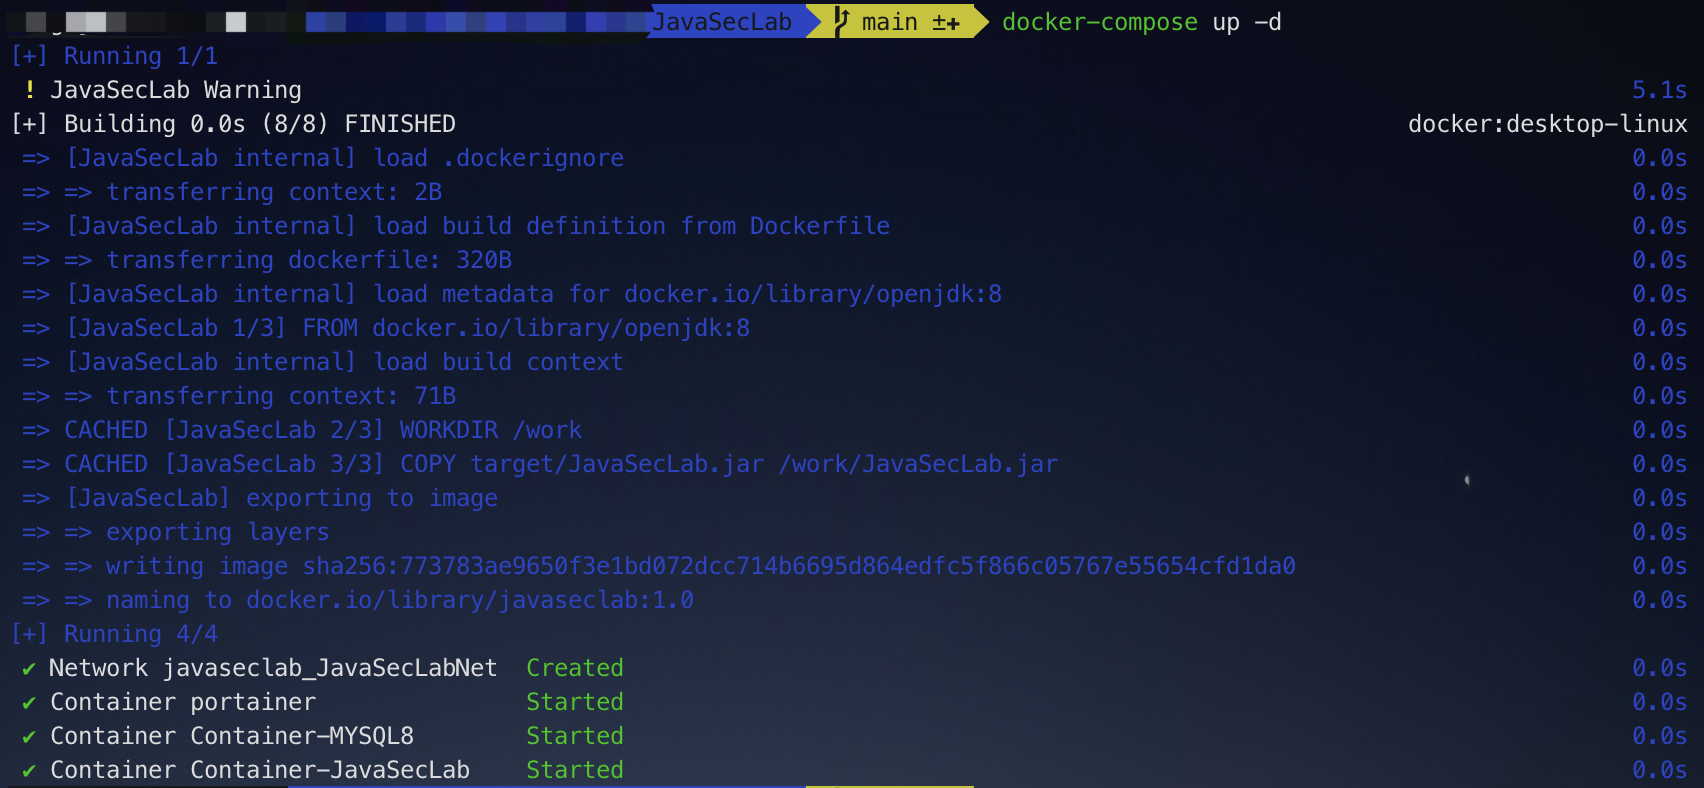 JavaSecLab main ±+ docker-compose up -d
[+] Running 1/1
! JavaSecLab Warning 5.1s
[+] Building 0.0s (8/8) FINISHED docker:desktop-linux
=> [JavaSecLab internal] load .dockerignore 0.0s
=> => transferring context: 2B 0.0s
=> [JavaSecLab internal] load build definition from Dockerfile 0.0s
=> => transferring dockerfile: 320B 0.0s
=> [JavaSecLab internal] load metadata for docker.io/library/openjdk:8 0.0s
=> [JavaSecLab 1/3] FROM docker.io/library/openjdk:8 0.0s
=> [JavaSecLab internal] load build context 0.0s
=> => transferring context: 71B 0.0s
=> CACHED [JavaSecLab 2/3] WORKDIR /work 0.0s
=> CACHED [JavaSecLab 3/3] COPY target/JavaSecLab.jar /work/JavaSecLab.jar 0.0s
=> [JavaSecLab] exporting to image 0.0s
=> => exporting layers 0.0s
=> => writing image sha256:773783ae9650f3e1bd072dcc714b6695d864edfc5f866c05767e55654cfd1da0 0.0s
=> => naming to docker.io/library/javaseclab:1.0 0.0s
[+] Running 4/4
✔ Network javaseclab_JavaSecLabNet Created 0.0s
✔ Container portainer Started 0.0s
✔ Container Container-MYSQL8 Started 0.0s
✔ Container Container-JavaSecLab Started 0.0s